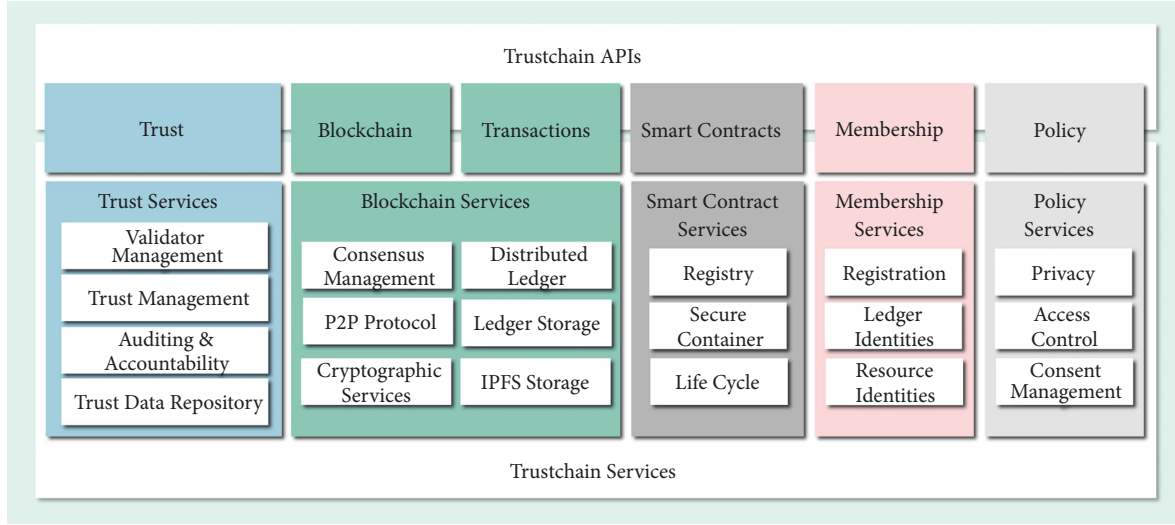 Trustchain APIs
Trust
Blockchain
Transactions
Smart Contracts
Membership
Policy
Trust Services
Validator
Management
Trust Management
Auditing &
Accountability
Trust Data Repository
Blockchain Services
Consensus
Management
Distributed
Ledger
P2P Protocol
Ledger Storage
Cryptographic
Services
IPFS Storage
Smart Contract
Services
Registry
Secure
Container
Life Cycle
Membership
Services
Registration
Ledger
Identities
Resource
Identities
Policy
Services
Privacy
Access
Control
Consent
Management
Trustchain Services